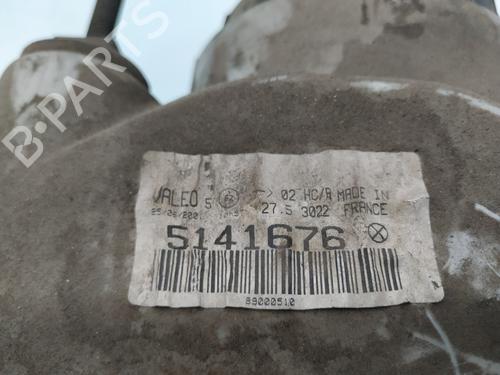 B-PARTS
VALEO 5 02 HC/R MADE IN
27.5 3022 FRANCE
5141676
89000510